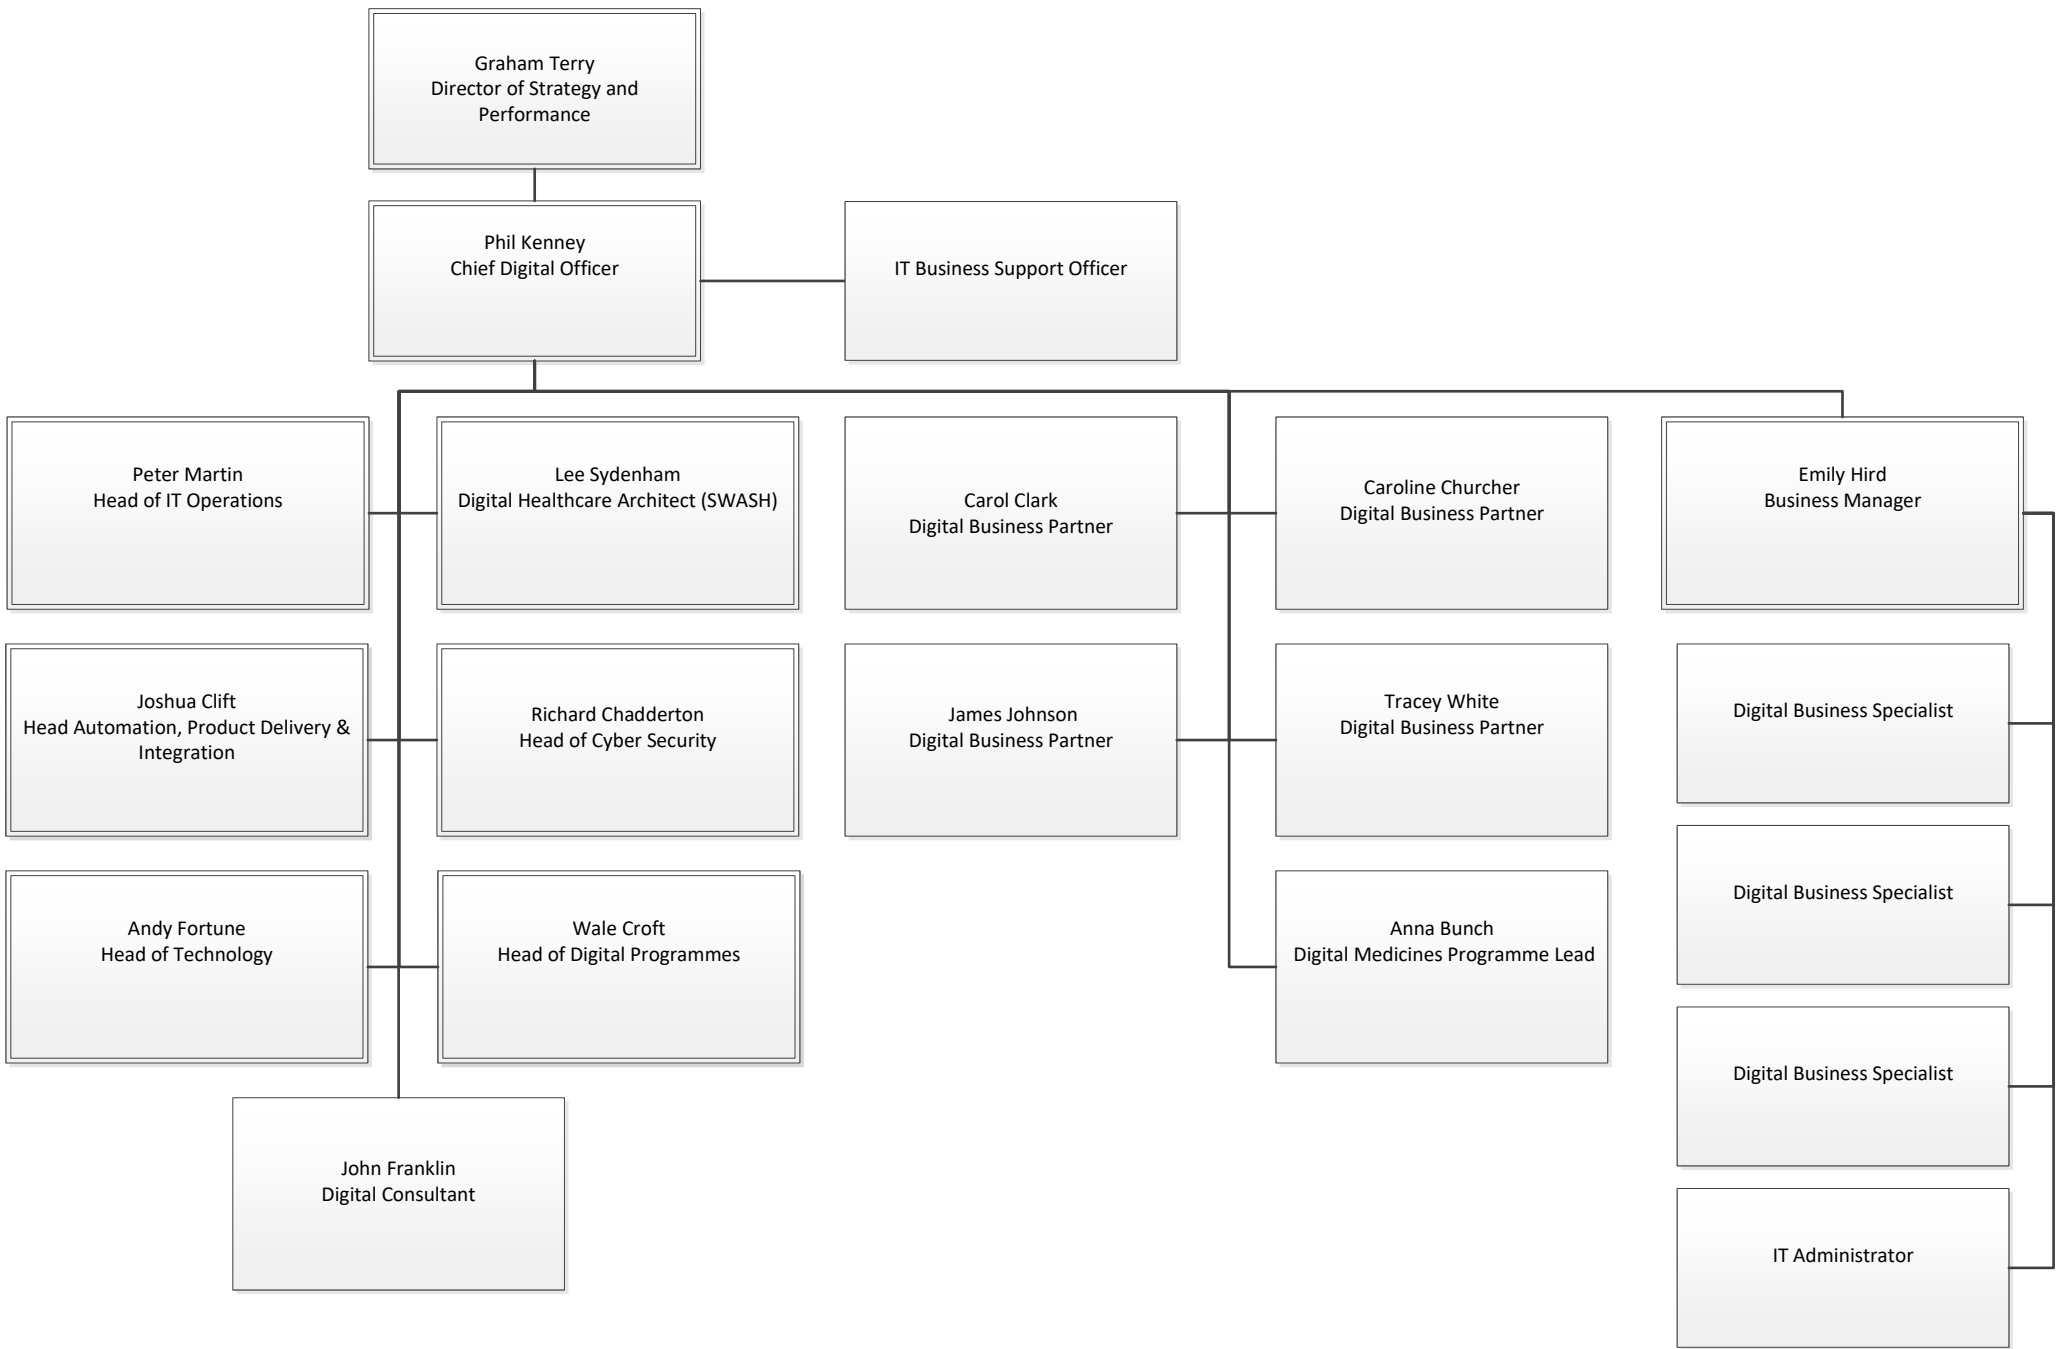 Graham Terry
Director of Strategy and
Performance
Phil Kenney
Chief Digital Officer
IT Business Support Officer
Peter Martin
Head of IT Operations
Lee Sydenham
Digital Healthcare Architect (SWASH)
Carol Clark
Digital Business Partner
Caroline Churcher
Digital Business Partner
Emily Hird
Business Manager
Joshua Clift
Head Automation, Product Delivery &
Integration
Richard Chadderton
Head of Cyber Security
James Johnson
Digital Business Partner
Tracey White
Digital Business Partner
Digital Business Specialist
Digital Business Specialist
Andy Fortune
Head of Technology
Wale Croft
Head of Digital Programmes
Anna Bunch
Digital Medicines Programme Lead
Digital Business Specialist
John Franklin
Digital Consultant
IT Administrator